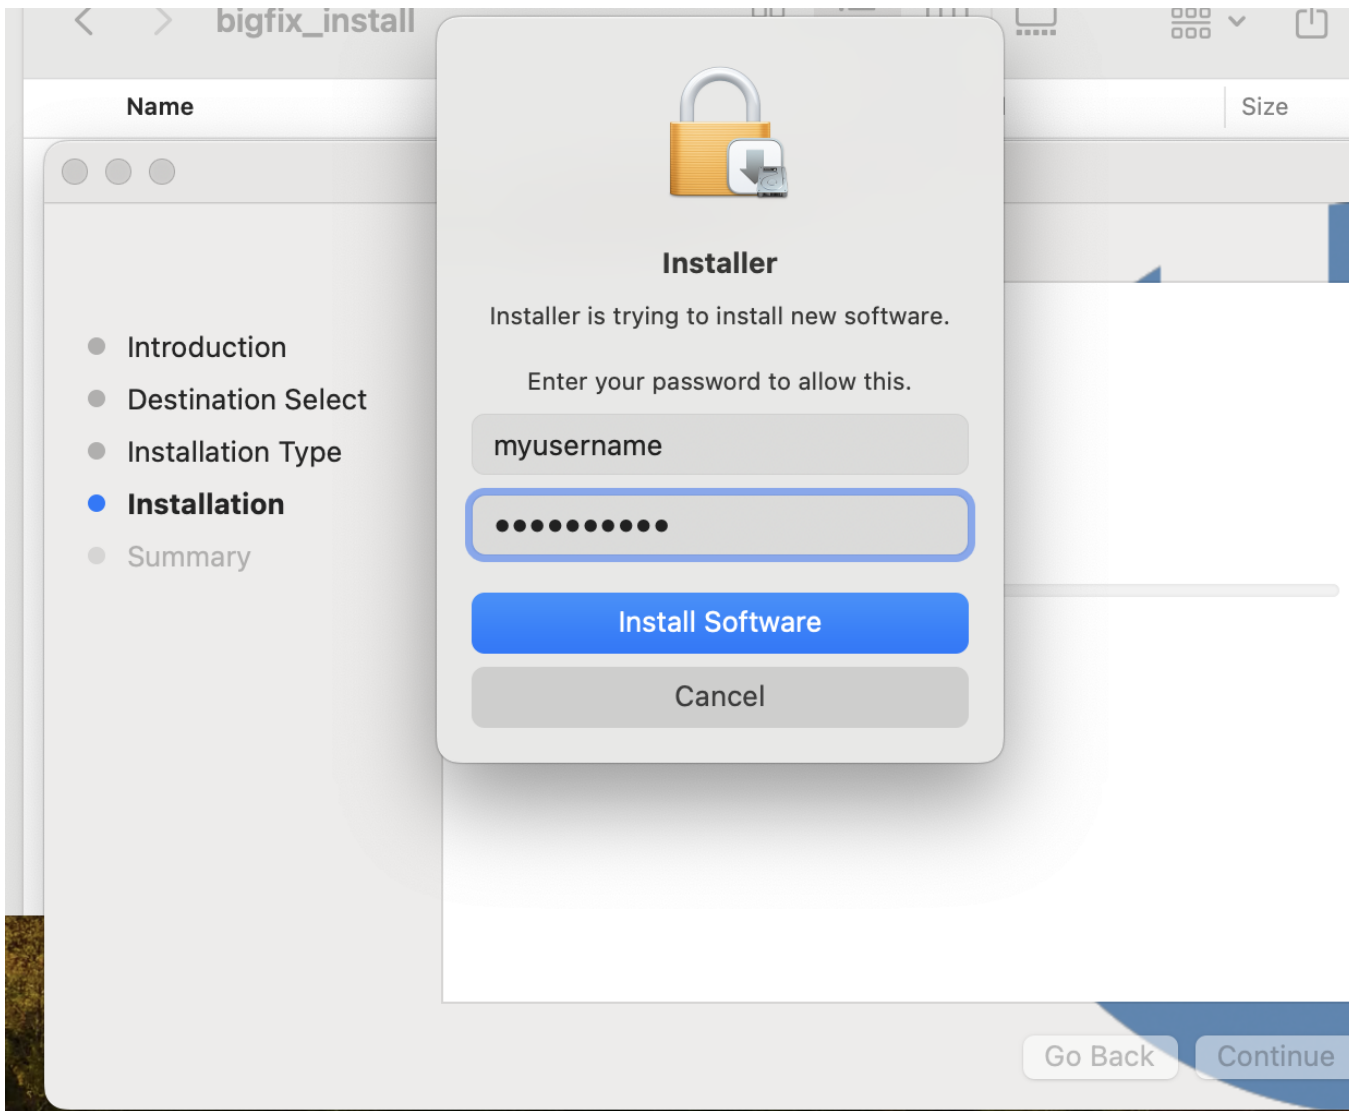 bigfix_install
Name
Size
Installer
Installer is trying to install new software.
Enter your password to allow this.
myusername
••••••••••
Install Software
Cancel
Introduction
Destination Select
Installation Type
Installation
Summary
Go Back
Continue